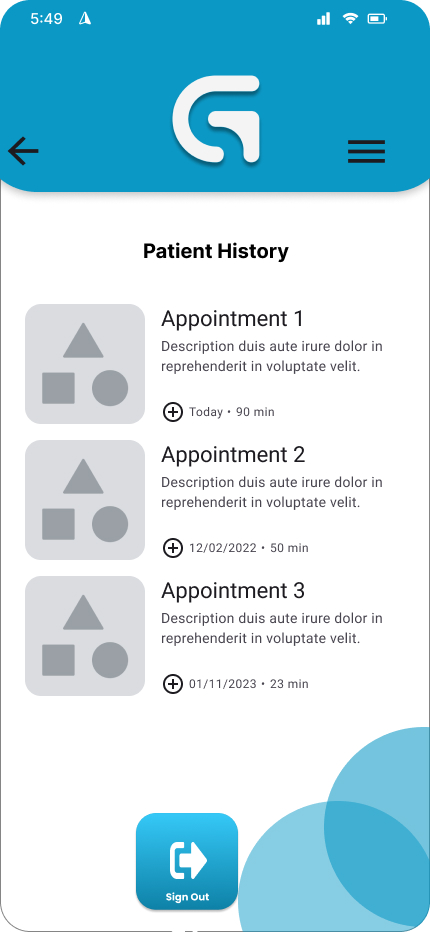 5:49
Patient History
Appointment 1
Description duis aute irure dolor in
reprehenderit in voluptate velit.
Today • 90 min
Appointment 2
Description duis aute irure dolor in
reprehenderit in voluptate velit.
12/02/2022 • 50 min
Appointment 3
Description duis aute irure dolor in
reprehenderit in voluptate velit.
01/11/2023 • 23 min
Sign Out